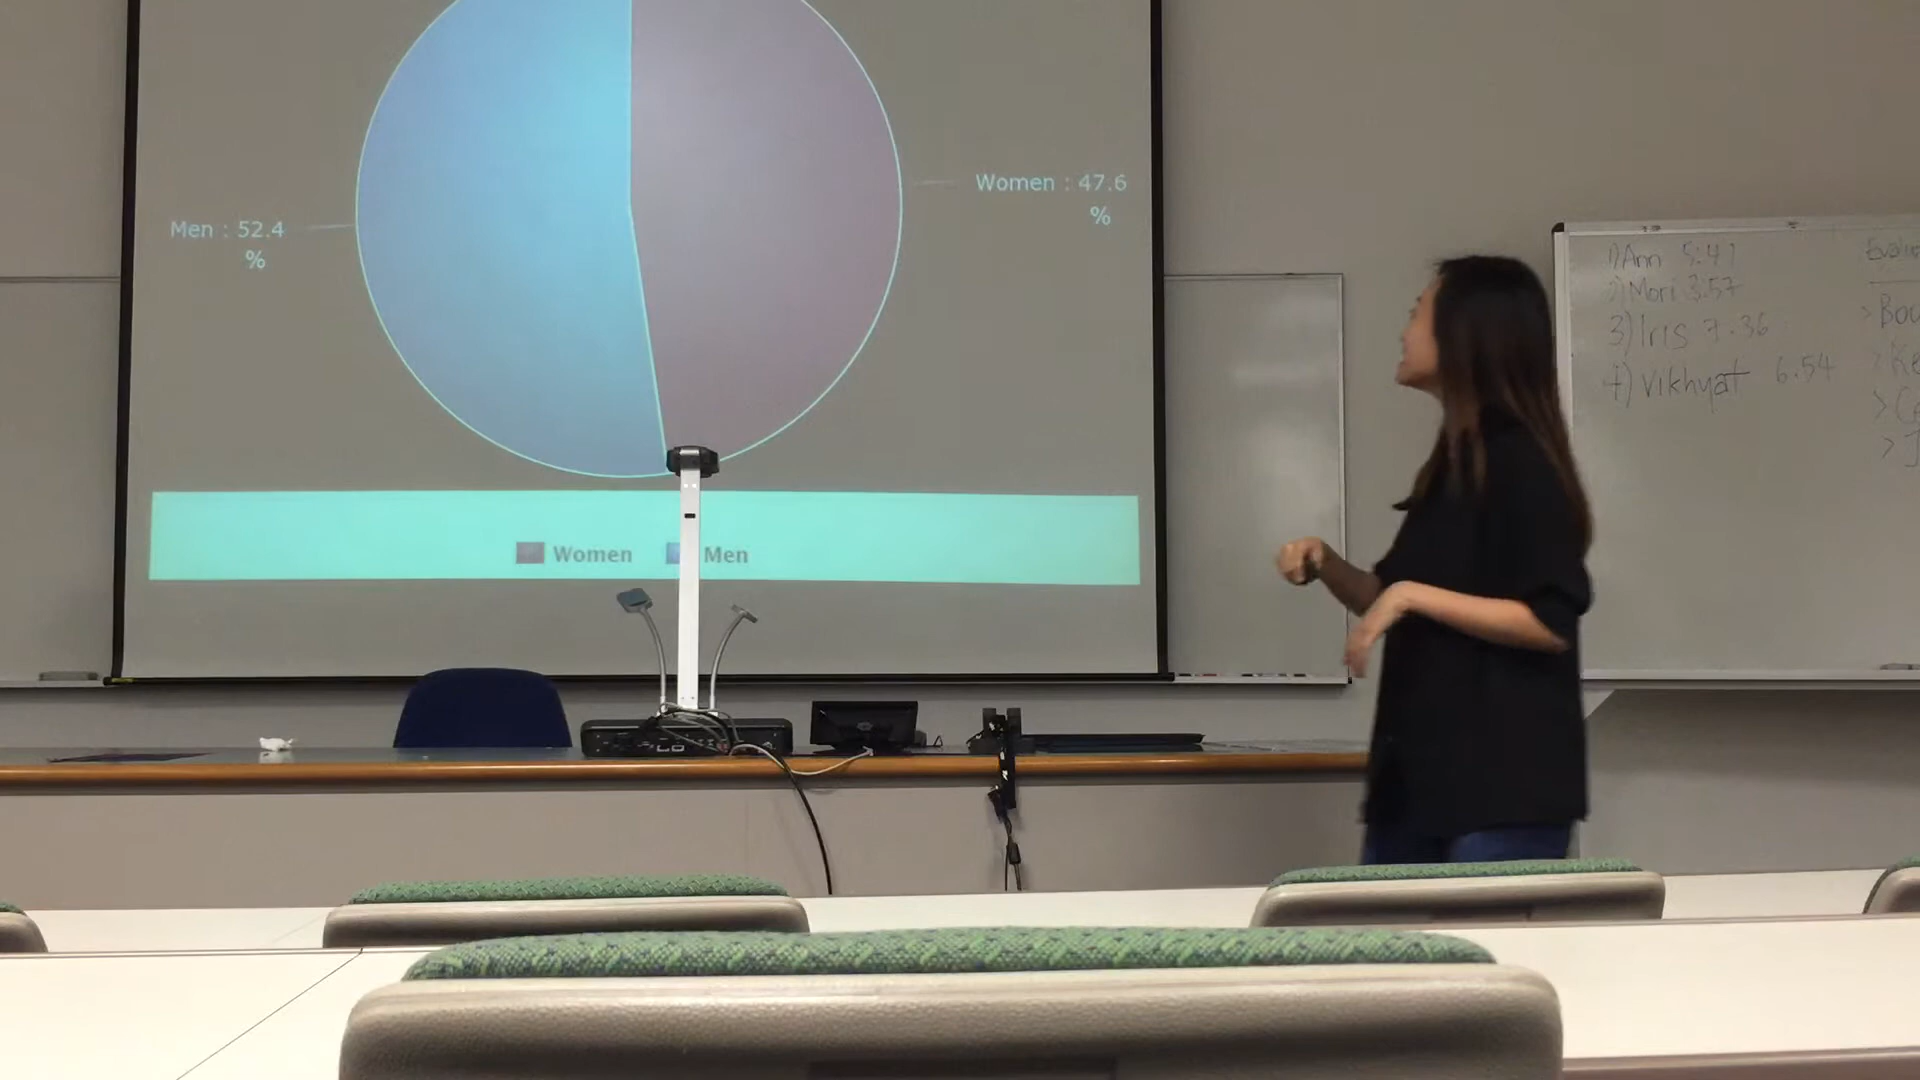 Men : 52.4
%
Women : 47.6
%
Women Men
1) Ann 5:41
2) Mori 3.57
3) Iris 7.36
4) Vikhyat 6.54